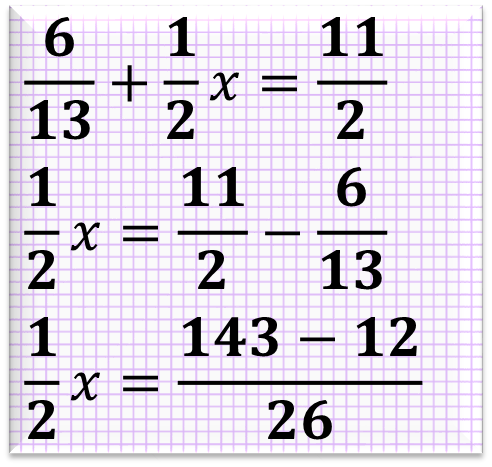 6/13 + 1/2 x = 11/2
1/2 x = 11/2 − 6/13
1/2 x = (143 − 12)/26